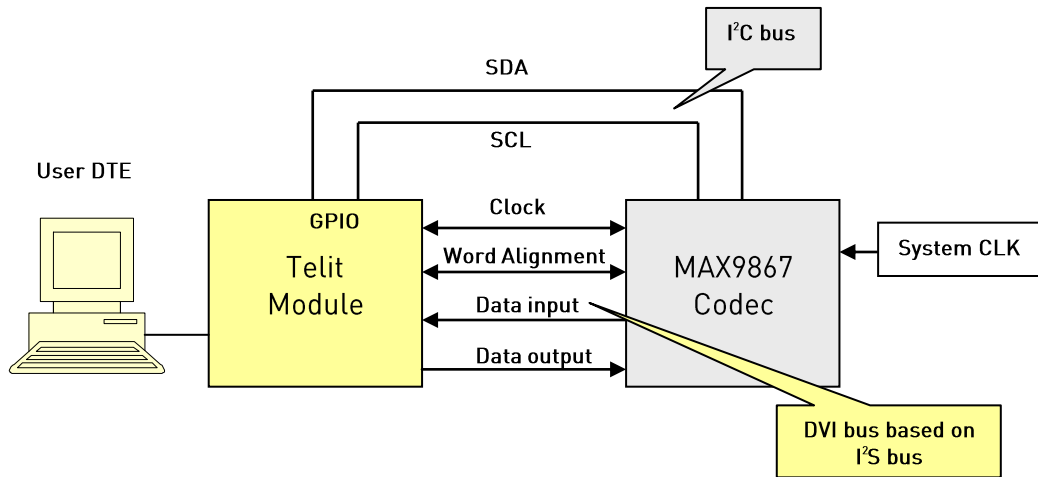 I²C bus
SDA
SCL
User DTE
GPIO
Telit
Module
Clock
Word Alignment
Data input
Data output
MAX9867
Codec
System CLK
DVI bus based on
I²S bus